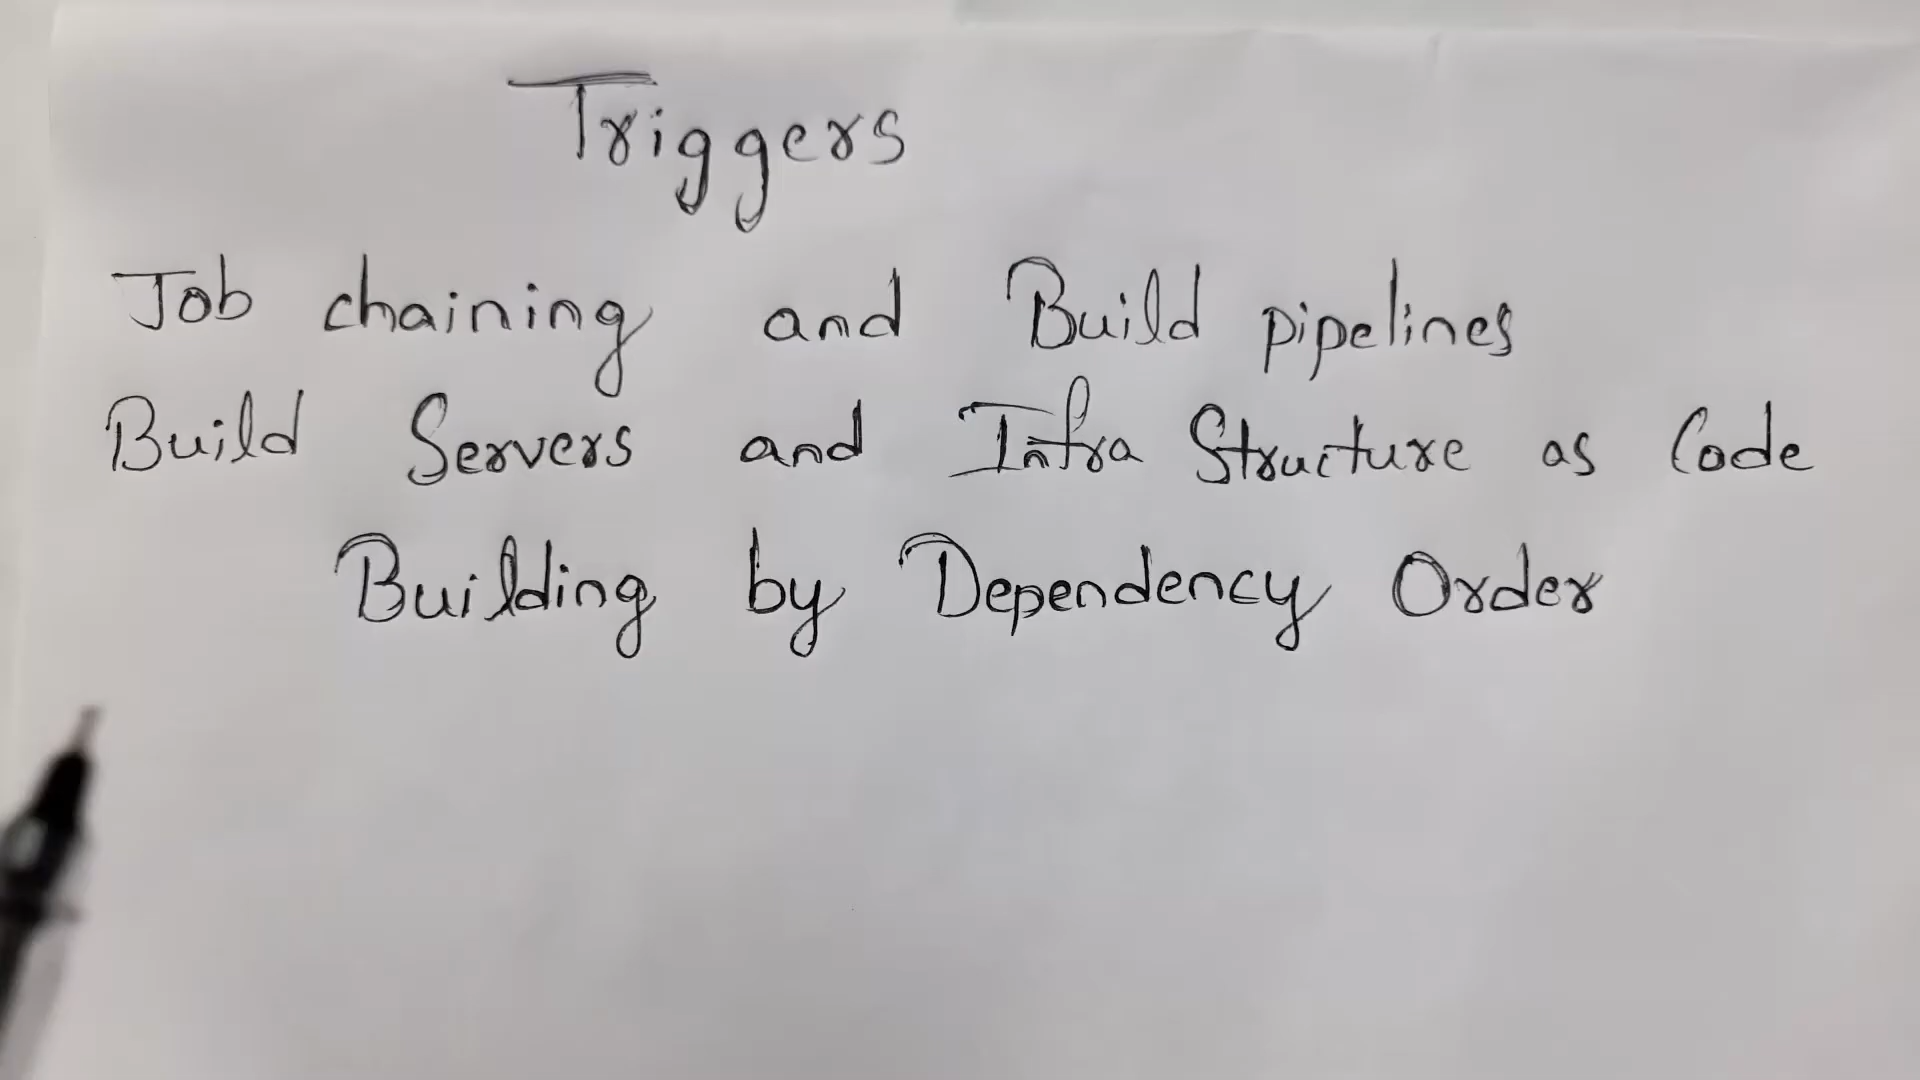 Triggers
Job chaining and Build pipelines
Build Servers and Infra Structure as Code
Building by Dependency Order